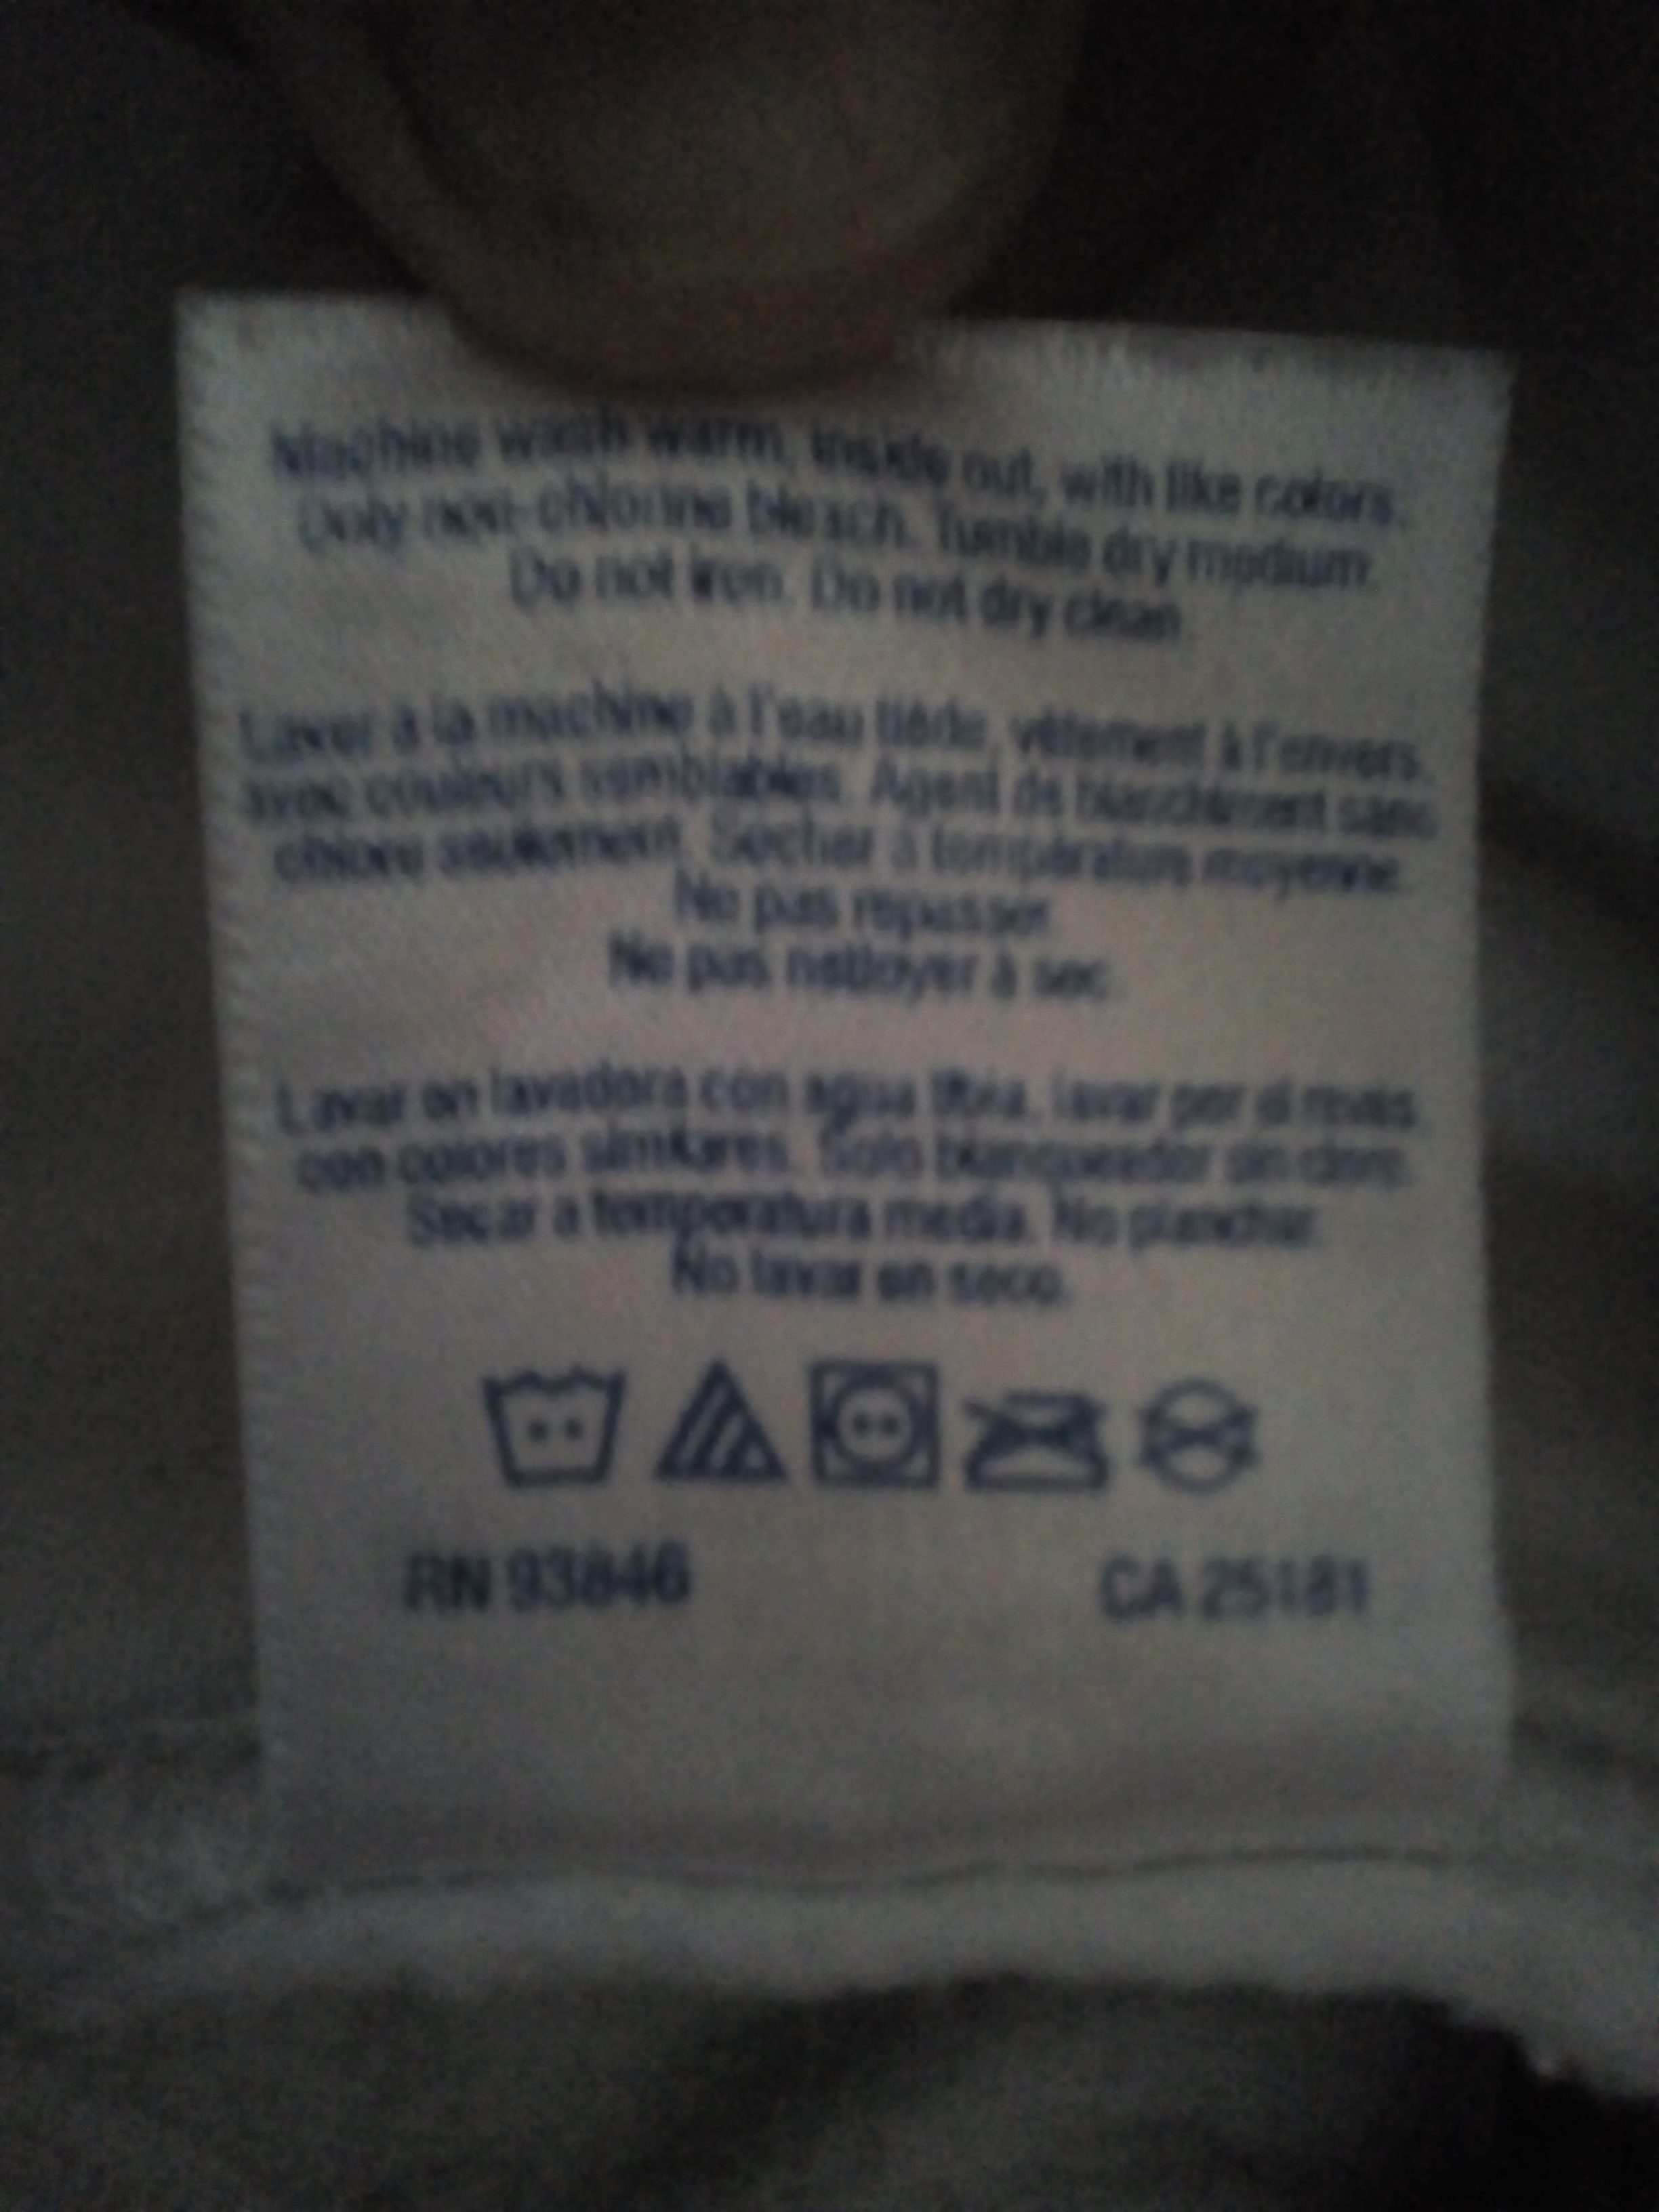 Machine wash warm, inside out, with like colors.
Only non-chlorine bleach. Tumble dry medium.
Do not iron. Do not dry clean.
Laver à la machine à l'eau tiède, vêtement à l'envers,
avec couleurs semblables. Agent de blanchiment sans
chlore seulement. Sécher à température moyenne.
Ne pas repasser.
Ne pas nettoyer à sec.
Lavar en lavadora con agua tibia, lavar por el revés
con colores similares. Solo blanqueador sin cloro.
Secar a temperatura media. No planchar.
No lavar en seco.
RN 93846 CA 25181